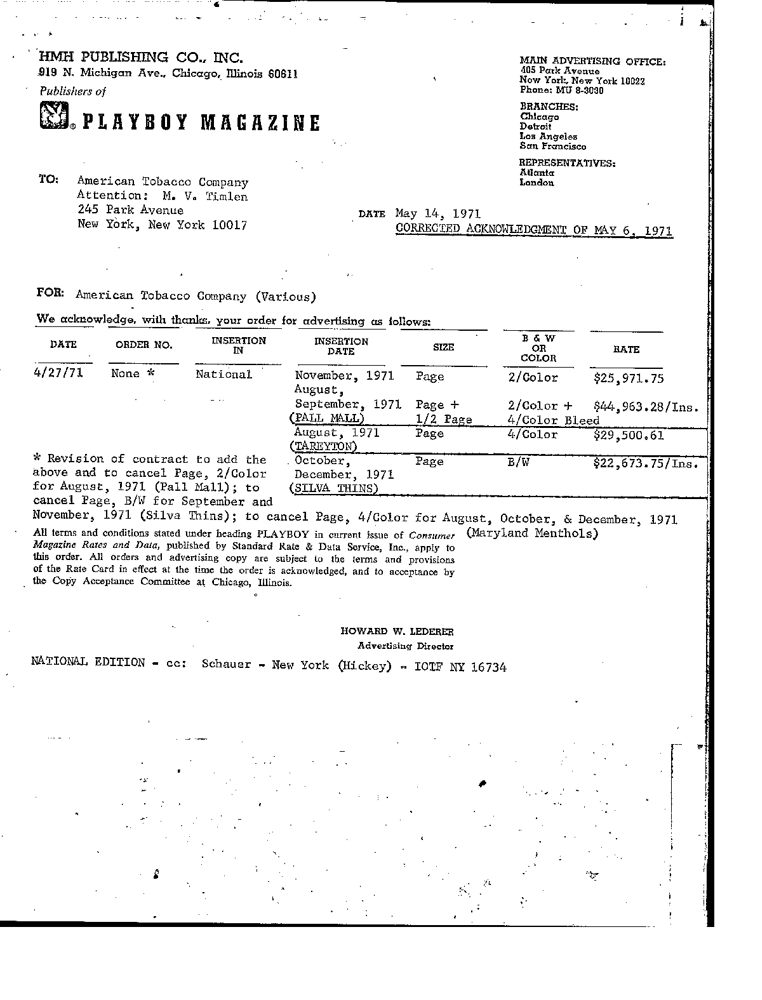 HMH PUBLISHING CO., INC.
919 N. Michigan Ave., Chicago, Illinois 60611
Publishers of
PLAYBOY MAGAZINE
MAIN ADVERTISING OFFICE:
405 Park Avenue
New York, New York 10022
Phone: MU 8-3030
BRANCHES:
Chicago
Detroit
Los Angeles
San Francisco
REPRESENTATIVES:
Atlanta
London
TO: American Tobacco Company
Attention: M. V. Timlen
245 Park Avenue
New York, New York 10017
DATE May 14, 1971
CORRECTED ACKNOWLEDGMENT OF MAY 6, 1971
FOR: American Tobacco Company (Various)
We acknowledge, with thanks, your order for advertising as follows:
DATE ORDER NO. INSERTION IN INSERTION DATE SIZE B & W OR COLOR RATE
4/27/71 None * National November, 1971 Page 2/Color $25,971.75
August,
September, 1971 Page + 2/Color + $44,963.28/Ins.
(PALL MALL) 1/2 Page 4/Color Bleed
August, 1971 Page 4/Color $29,500.61
(TAREYTON)
October, Page B/W $22,673.75/Ins.
December, 1971
(SILVA THINS)
* Revision of contract to add the
above and to cancel Page, 2/Color
for August, 1971 (Pall Mall); to
cancel Page, B/W for September and
November, 1971 (Silva Thins); to cancel Page, 4/Color for August, October, & December, 1971
(Maryland Menthols)
All terms and conditions stated under heading PLAYBOY in current issue of Consumer
Magazine Rates and Data, published by Standard Rate & Data Service, Inc., apply to
this order. All orders and advertising copy are subject to the terms and provisions
of the Rate Card in effect at the time the order is acknowledged, and to acceptance by
the Copy Acceptance Committee at Chicago, Illinois.
HOWARD W. LEDERER
Advertising Director
NATIONAL EDITION - cc: Schauer - New York (Hickey) - IOTF NY 16734